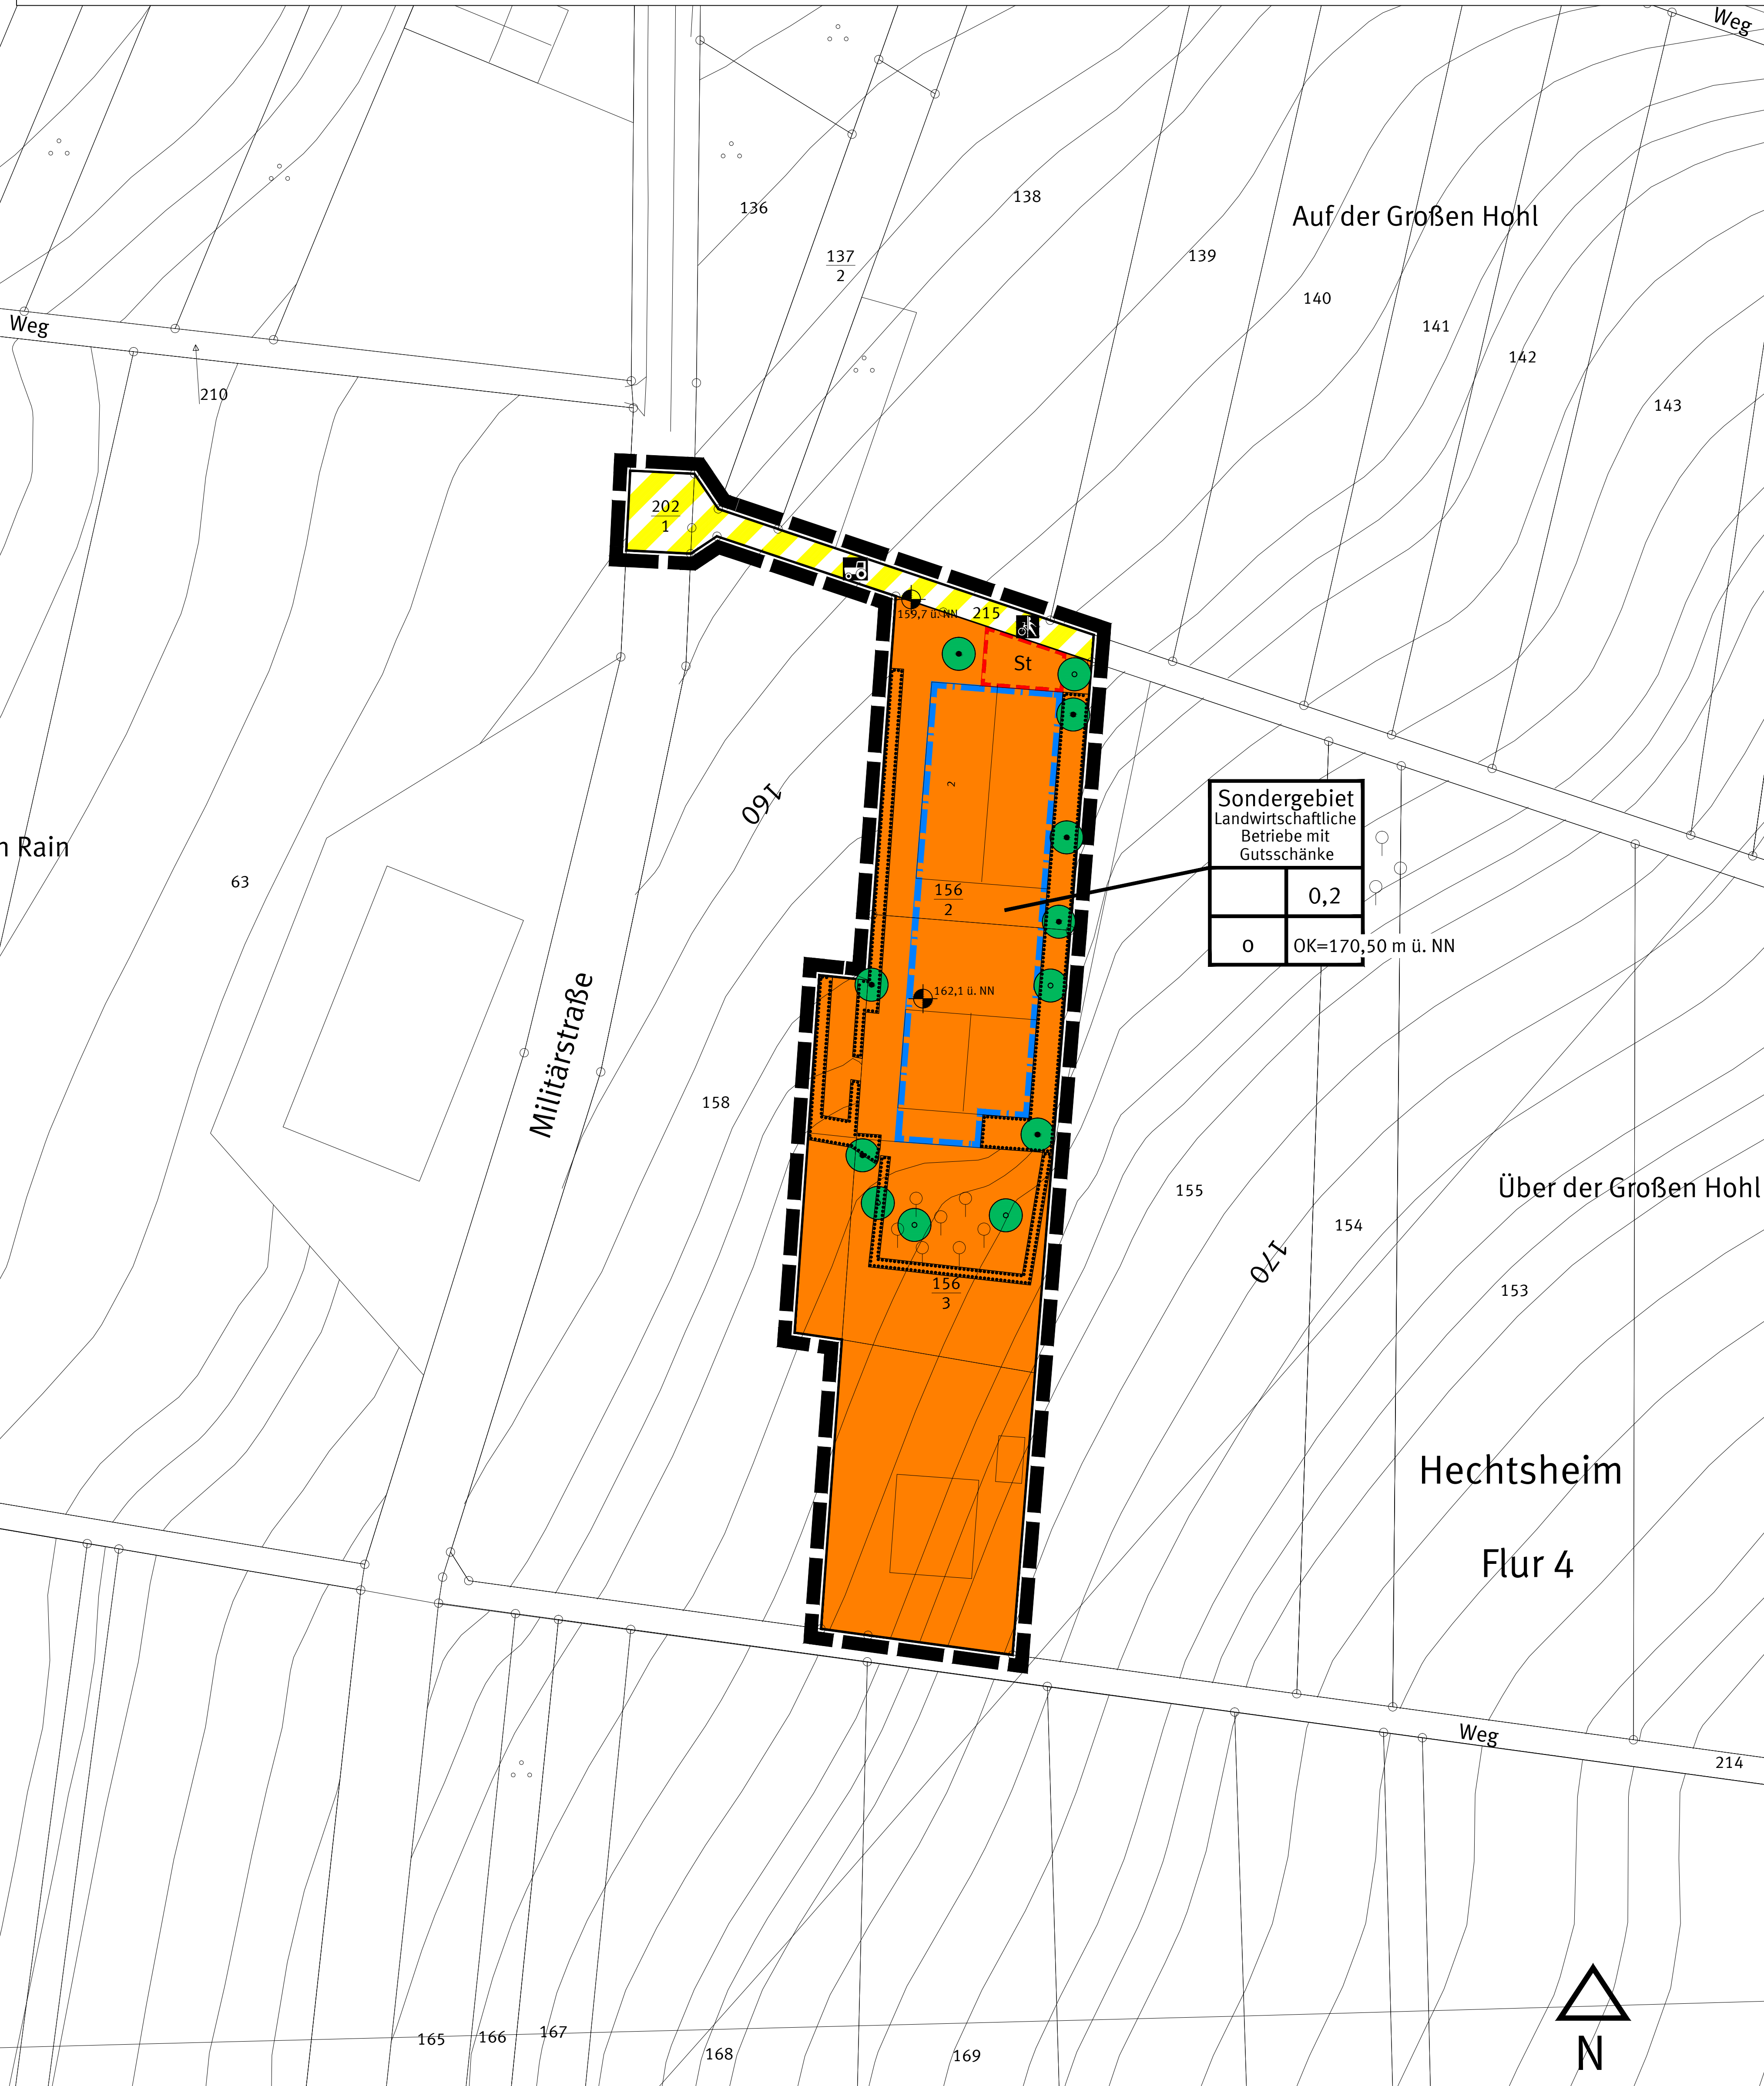 Weg
136
138
Auf der Großen Hohl
137
2
139
140
Weg
141
142
210
143
202
1
159,7 ü. NN
215
St
2
160
Sondergebiet
Landwirtschaftliche
Betriebe mit
Gutsschänke
0,2
o
OK=170,50 m ü. NN
n Rain
63
156
2
162,1 ü. NN
Militärstraße
158
155
Über der Großen Hohl
154
170
156
3
153
Hechtsheim
Flur 4
Weg
214
165
166
167
168
169
N